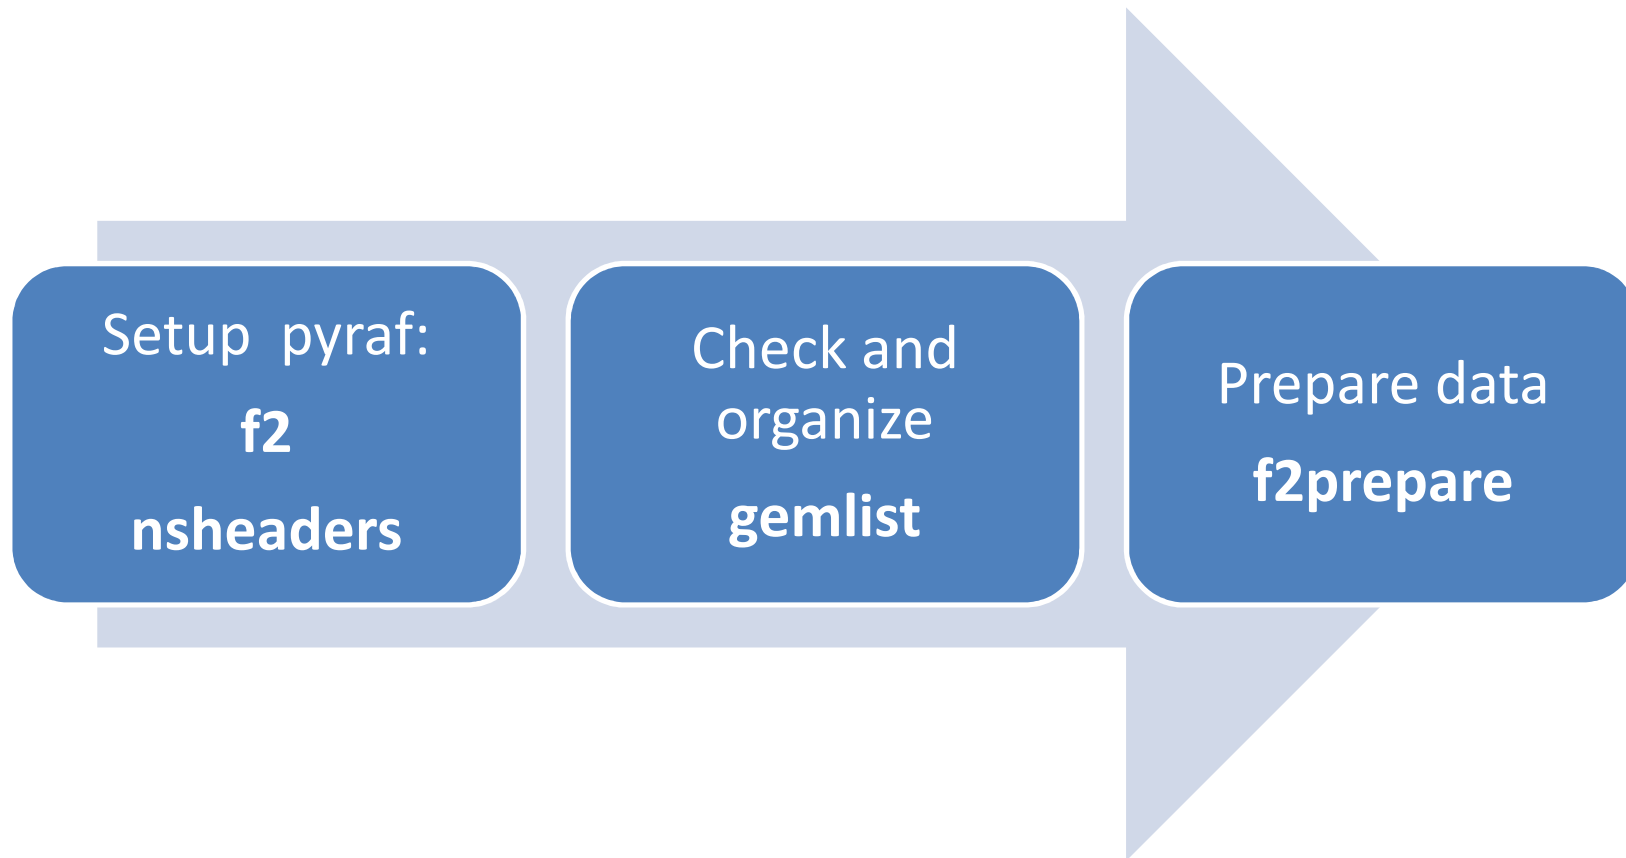 Setup  pyraf:
f2
nsheaders
Check and
organize
gemlist
Prepare data
f2prepare